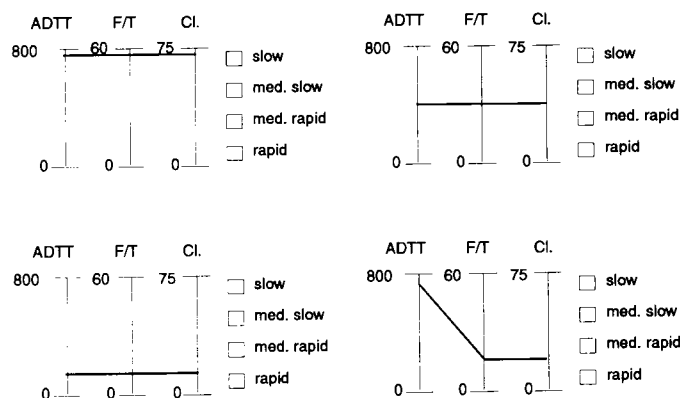 ADTT F/T Cl.
800 60 75
slow
med. slow
med. rapid
rapid
0 0 0
ADTT F/T Cl.
800 60 75
slow
med. slow
med. rapid
rapid
0 0 0
ADTT F/T Cl.
800 60 75
slow
med. slow
med. rapid
rapid
0 0 0
ADTT F/T Cl.
800 60 75
slow
med. slow
med. rapid
rapid
0 0 0